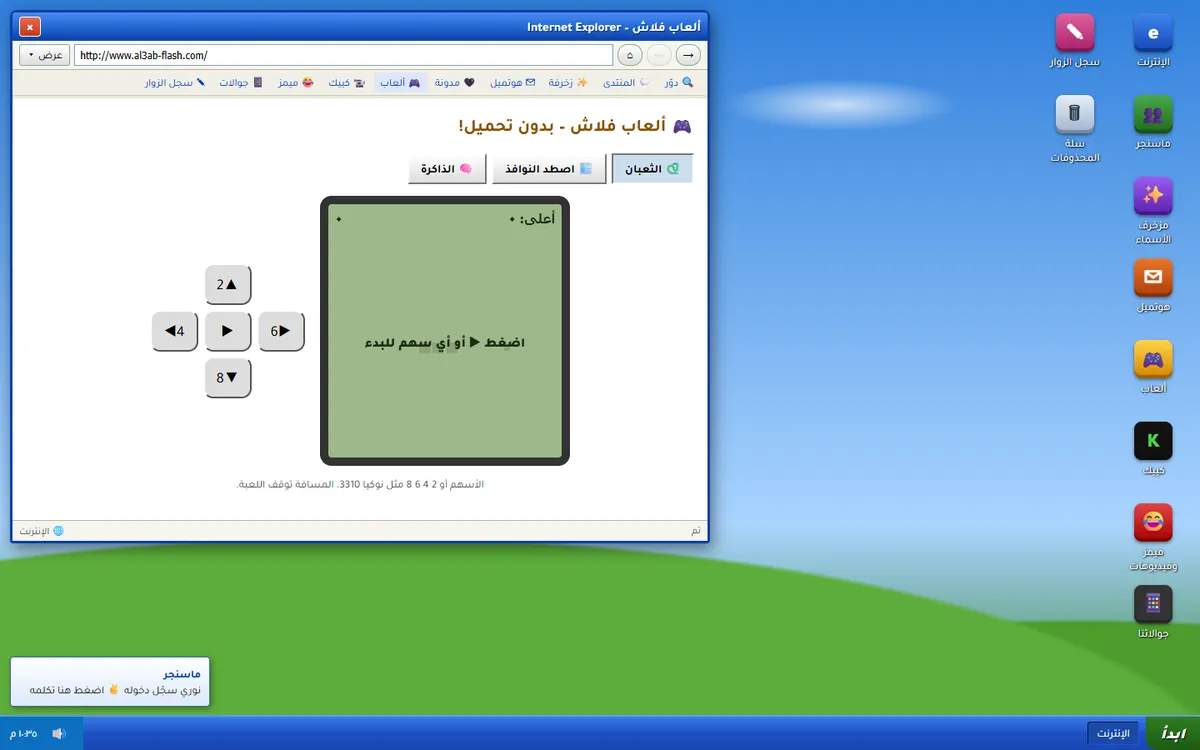 ألعاب فلاش - Internet Explorer
http://www.al3ab-flash.com/
عرض
دوّر
المنتدى
زخرفة
هوتميل
مدونة
ألعاب
كيبك
ميمز
جوالات
سجل الزوار
ألعاب فلاش - بدون تحميل!
الثعبان
اصطد النوافذ
الذاكرة
أعلى: ٠
٠
اضغط ▶ أو أي سهم للبدء
2▲
◀4
▶
6▶
8▼
الأسهم أو 2 4 6 8 مثل نوكيا 3310. المسافة توقف اللعبة.
تم
الإنترنت
الإنترنت
ماسنجر
مزخرف الأسماء
هوتميل
ألعاب
K
كيبك
ميمز وفيديوهات
جوالاتنا
سجل الزوار
سلة المحذوفات
ماسنجر
نوري سجّل دخوله ✌ اضغط هنا تكلمه
ابدأ
الإنترنت
١٠:٣٥ م